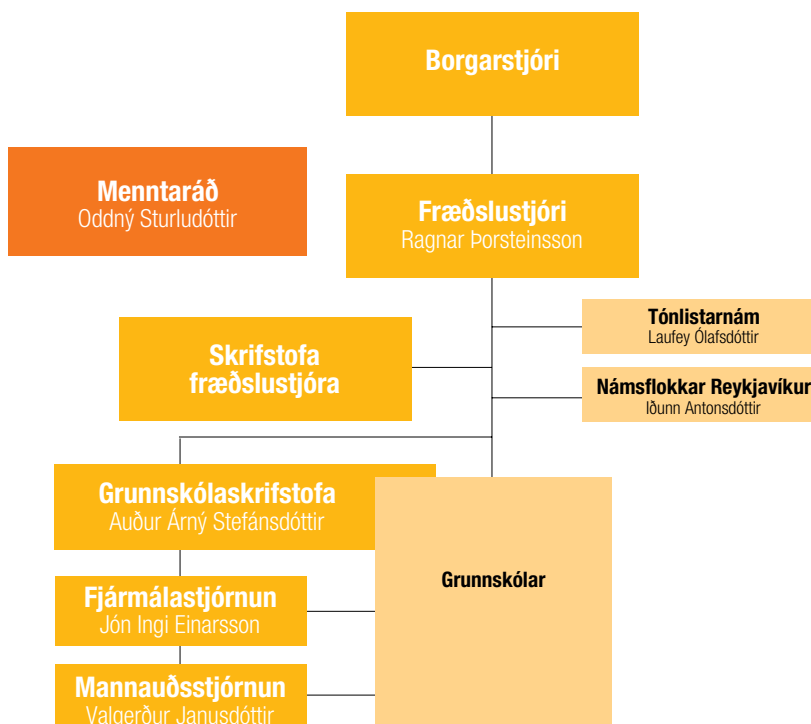 Borgarstjóri
Menntaráð
Oddný Sturludóttir
Fræðslustjóri
Ragnar Þorsteinsson
Tónlistarnám
Laufey Ólafsdóttir
Skrifstofa
fræðslustjóra
Námsflokkar Reykjavíkur
Iðunn Antonsdóttir
Grunnskólaskrifstofa
Auður Árný Stefánsdóttir
Grunnskólar
Fjármálastjórnun
Jón Ingi Einarsson
Mannauðsstjórnun
Valgerður Janusdóttir